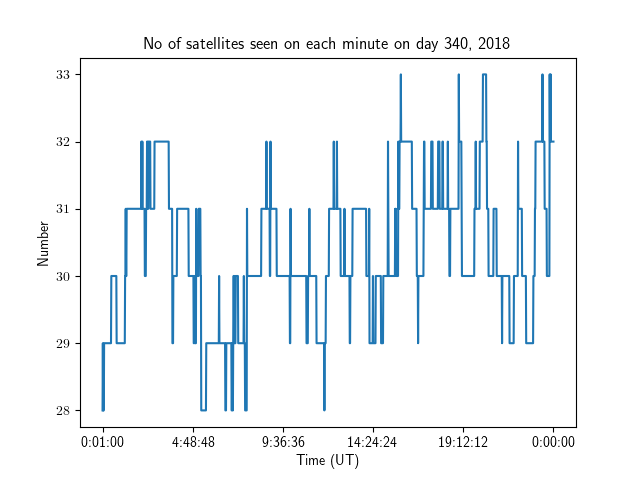 No of satellites seen on each minute on day 340, 2018
33
32
31
30
29
28
Number
0:01:00 4:48:48 9:36:36 14:24:24 19:12:12 0:00:00
Time (UT)